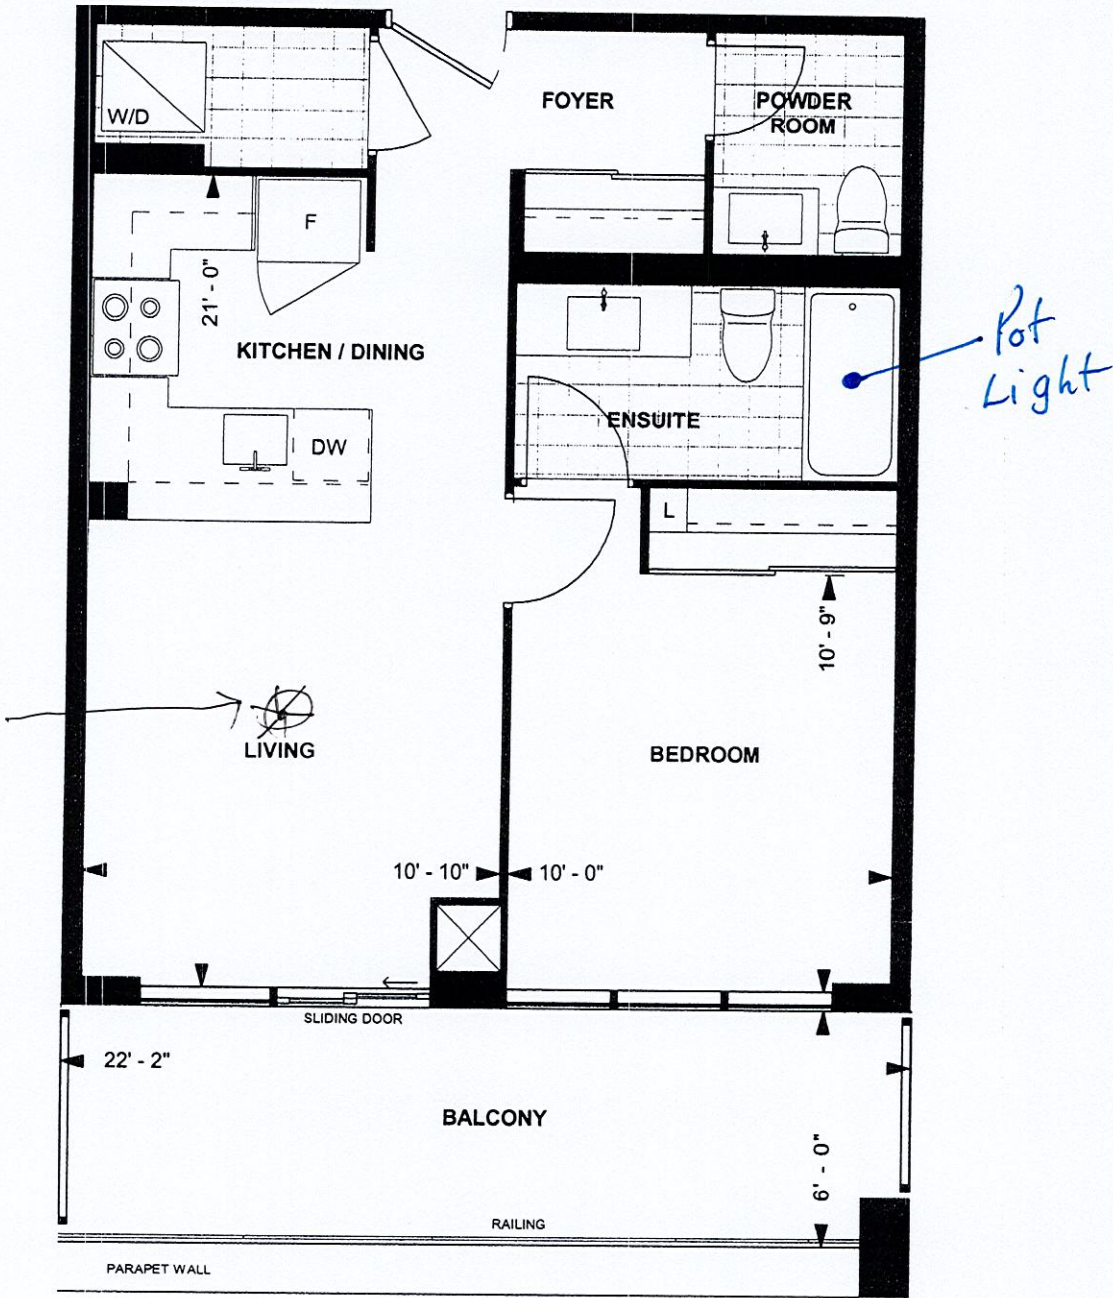 W/D
FOYER
POWDER
ROOM
F
21' - 0"
KITCHEN / DINING
Pot
Light
ENSUITE
DW
L
10' - 9"
LIVING
BEDROOM
10' - 10"
10' - 0"
SLIDING DOOR
22' - 2"
BALCONY
6' - 0"
RAILING
PARAPET WALL